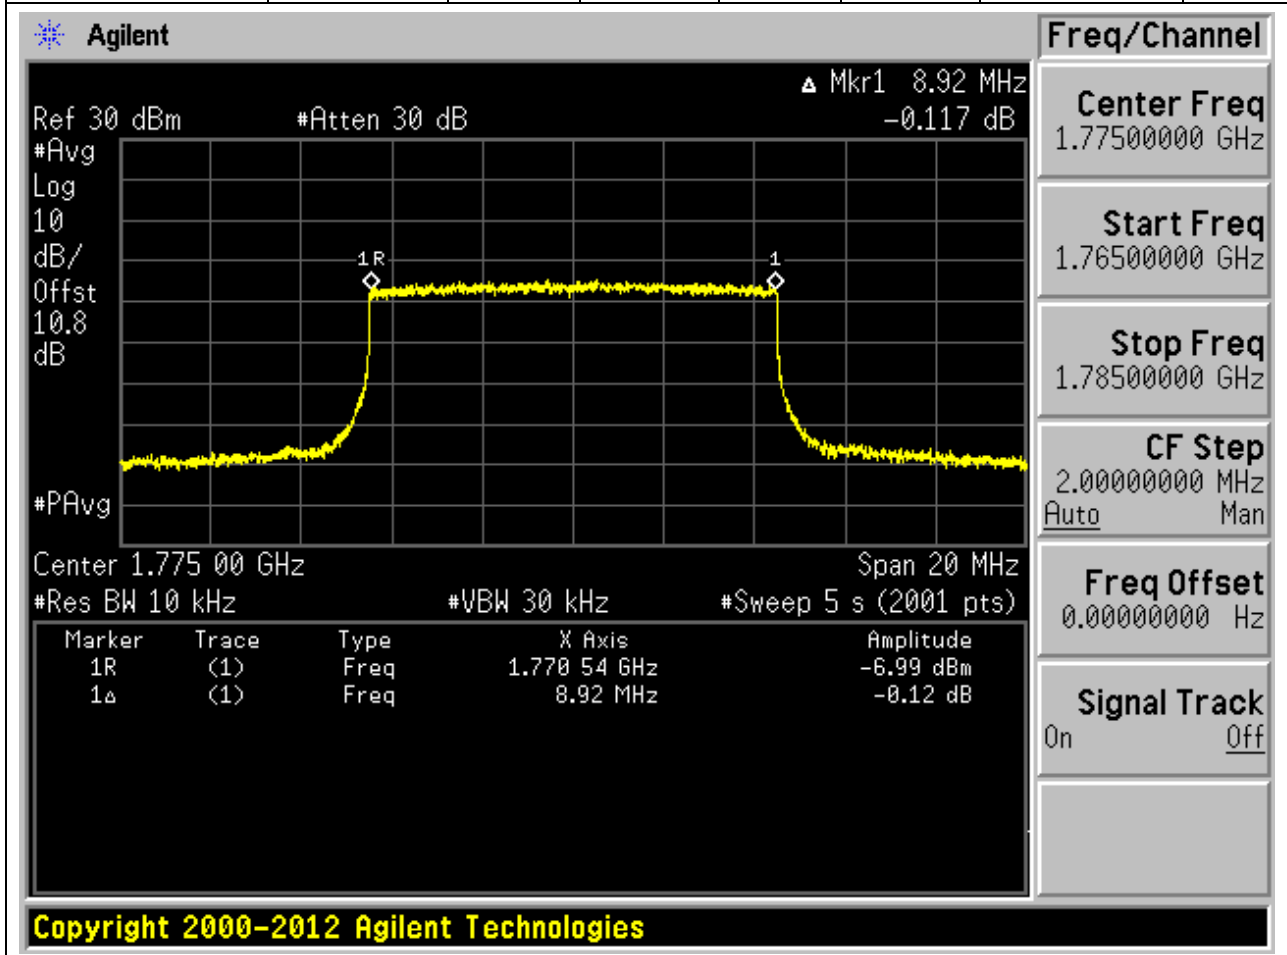 Agilent
Freq/Channel
▵ Mkr1 8.92 MHz
Ref 30 dBm #Atten 30 dB -0.117 dB
#Avg
Log
10
dB/
Offst
10.8
dB
1R
1
#PAvg
Center 1.775 00 GHz Span 20 MHz
#Res BW 10 kHz #VBW 30 kHz #Sweep 5 s (2001 pts)
Marker Trace Type X Axis Amplitude
1R (1) Freq 1.770 54 GHz -6.99 dBm
1▵ (1) Freq 8.92 MHz -0.12 dB
Center Freq
1.77500000 GHz
Start Freq
1.76500000 GHz
Stop Freq
1.78500000 GHz
CF Step
2.00000000 MHz
Auto Man
Freq Offset
0.00000000 Hz
Signal Track
On Off
Copyright 2000-2012 Agilent Technologies